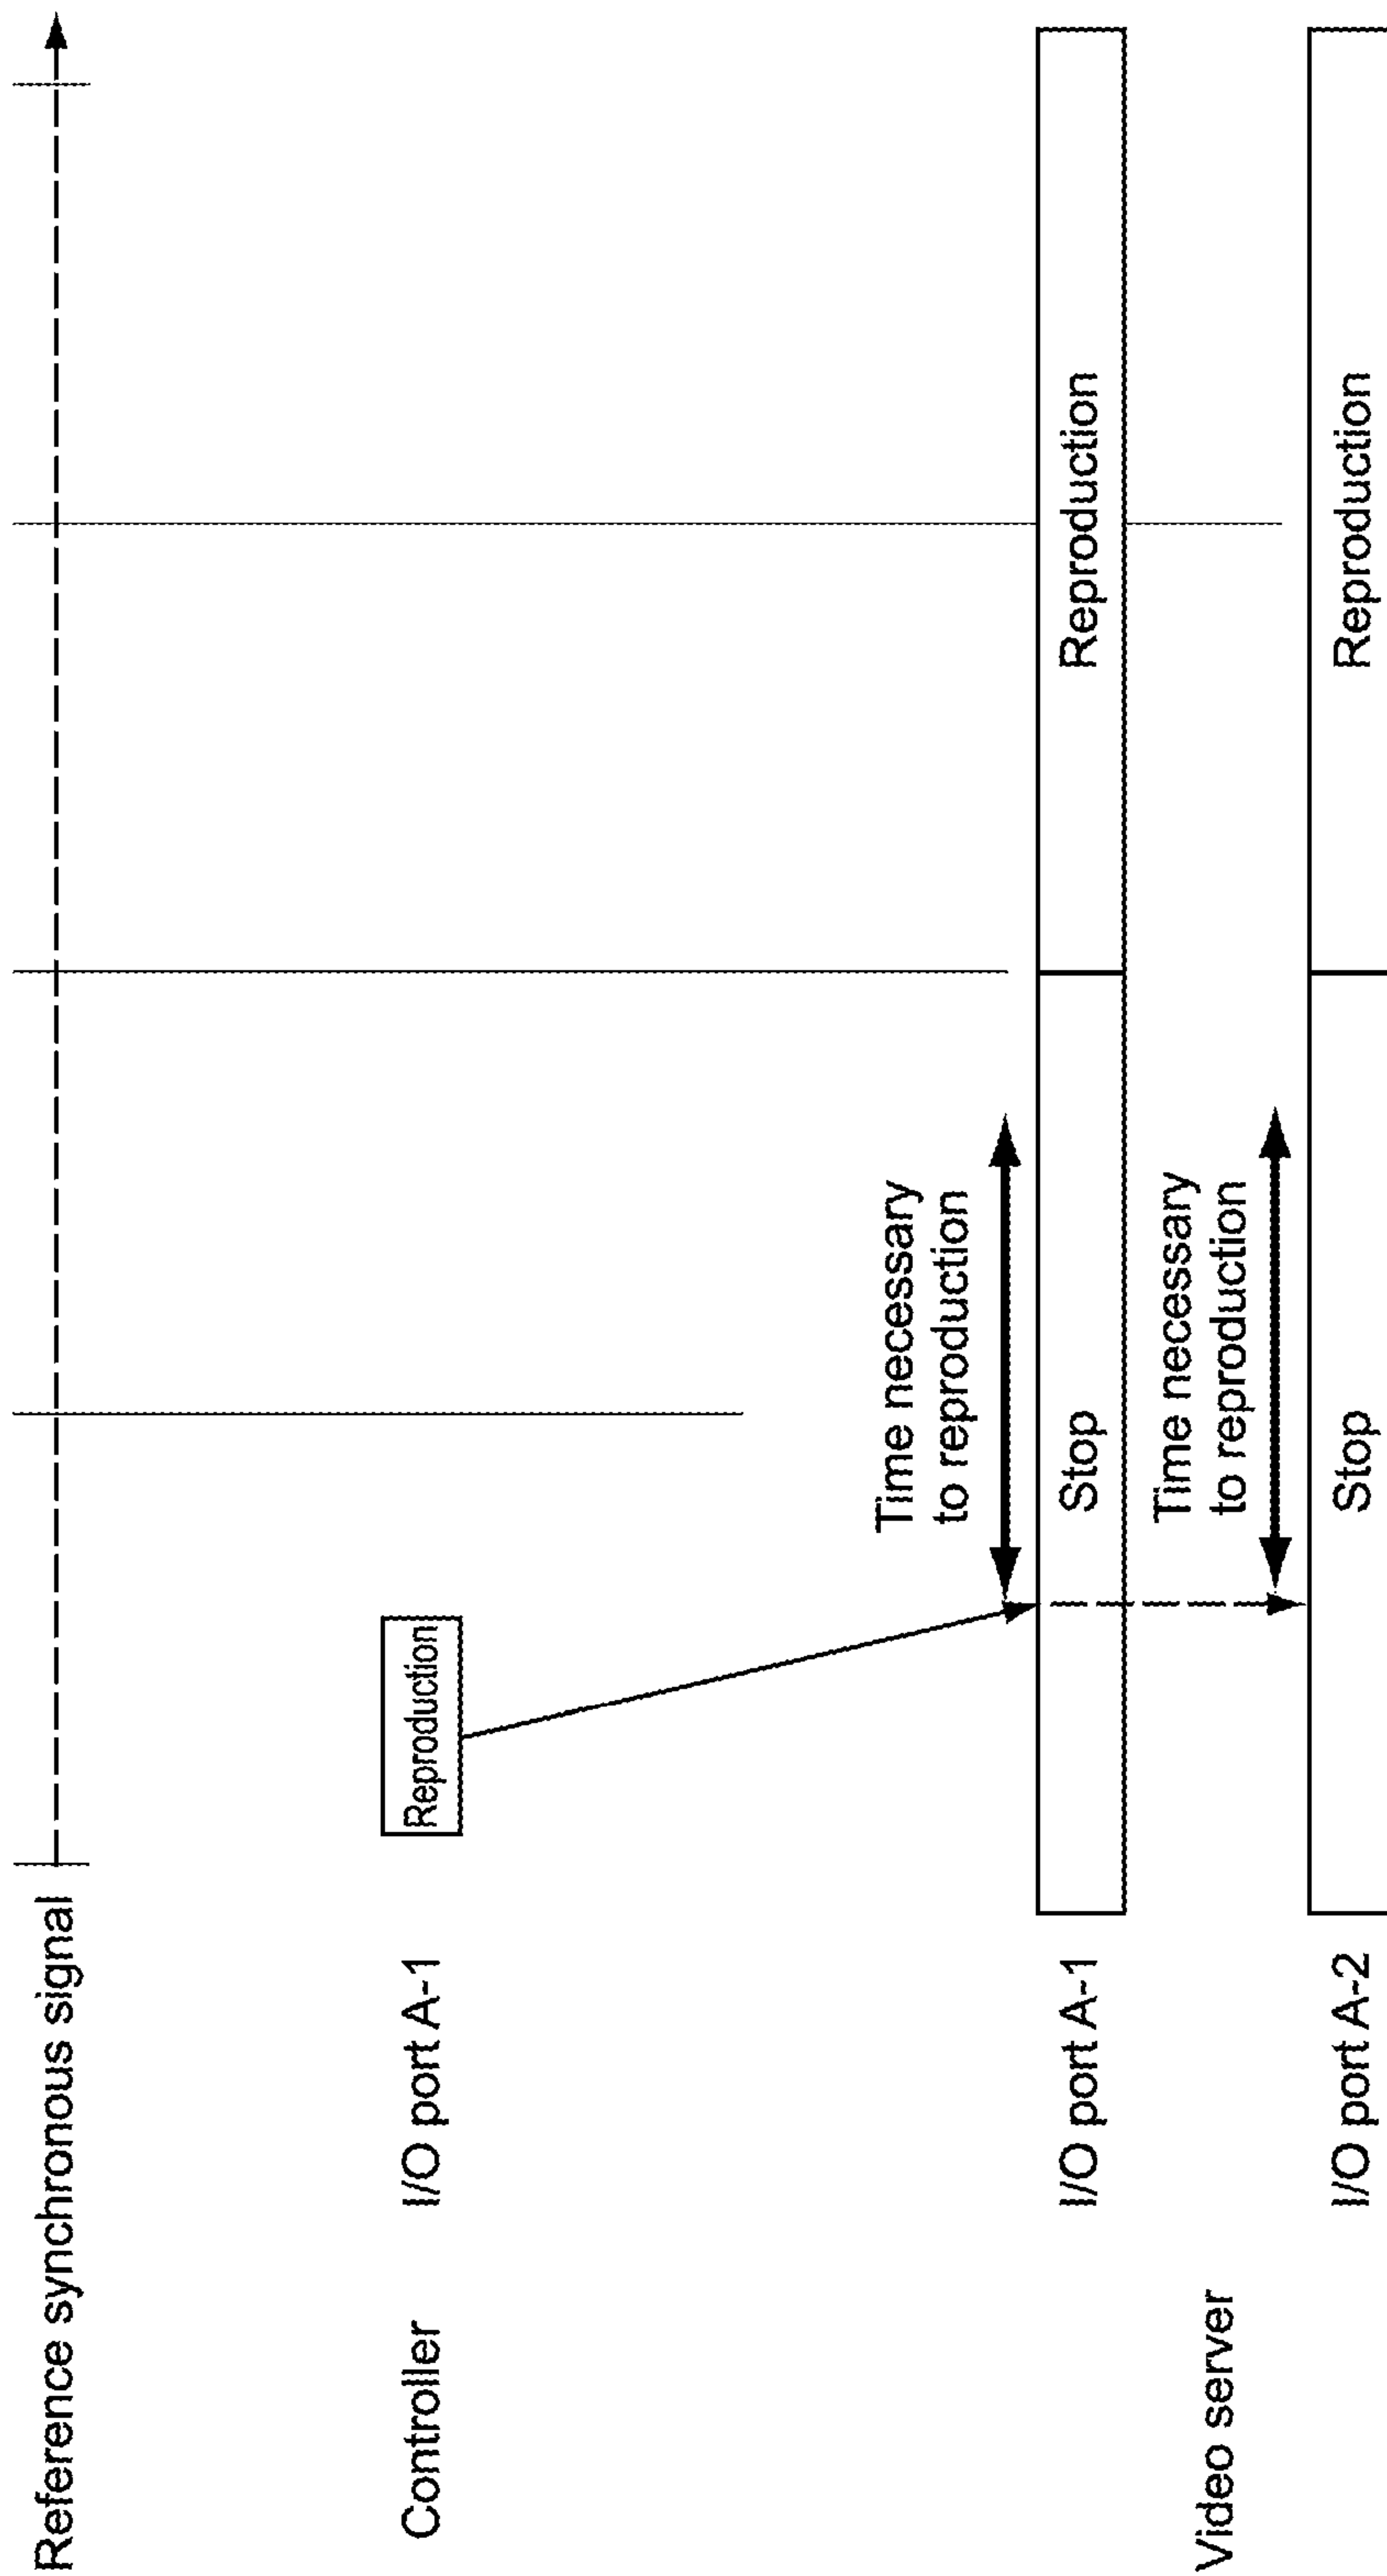 Reference synchronous signal
Controller
I/O port A-1
Reproduction
Time necessary
to reproduction
I/O port A-1
Stop
Reproduction
Video server
Time necessary
to reproduction
I/O port A-2
Stop
Reproduction